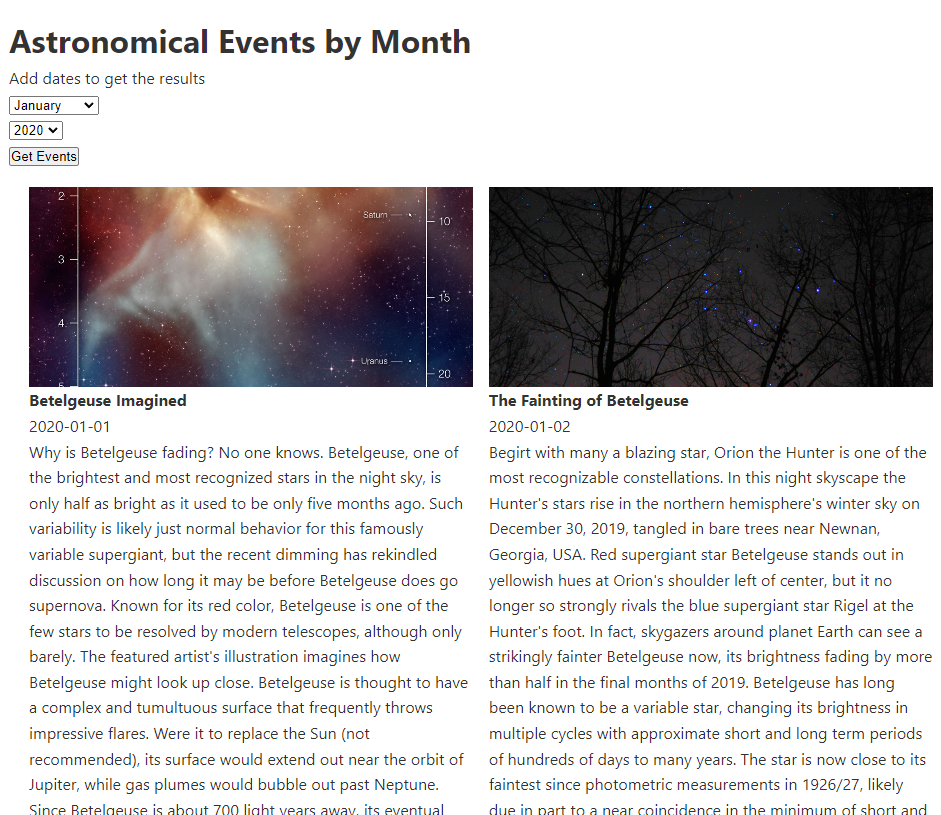 Astronomical Events by Month
Add dates to get the results
January
2020
Get Events
2
3
4
5
Saturn
Uranus
10
15
20
Betelgeuse Imagined
2020-01-01
Why is Betelgeuse fading? No one knows. Betelgeuse, one of
the brightest and most recognized stars in the night sky, is
only half as bright as it used to be only five months ago. Such
variability is likely just normal behavior for this famously
variable supergiant, but the recent dimming has rekindled
discussion on how long it may be before Betelgeuse does go
supernova. Known for its red color, Betelgeuse is one of the
few stars to be resolved by modern telescopes, although only
barely. The featured artist's illustration imagines how
Betelgeuse might look up close. Betelgeuse is thought to have
a complex and tumultuous surface that frequently throws
impressive flares. Were it to replace the Sun (not
recommended), its surface would extend out near the orbit of
Jupiter, while gas plumes would bubble out past Neptune.
Since Betelgeuse is about 700 light years away, its eventual
The Fainting of Betelgeuse
2020-01-02
Begirt with many a blazing star, Orion the Hunter is one of the
most recognizable constellations. In this night skyscape the
Hunter's stars rise in the northern hemisphere's winter sky on
December 30, 2019, tangled in bare trees near Newnan,
Georgia, USA. Red supergiant star Betelgeuse stands out in
yellowish hues at Orion's shoulder left of center, but it no
longer so strongly rivals the blue supergiant star Rigel at the
Hunter's foot. In fact, skygazers around planet Earth can see a
strikingly fainter Betelgeuse now, its brightness fading by more
than half in the final months of 2019. Betelgeuse has long
been known to be a variable star, changing its brightness in
multiple cycles with approximate short and long term periods
of hundreds of days to many years. The star is now close to its
faintest since photometric measurements in 1926/27, likely
due in part to a near coincidence in the minimum of short and